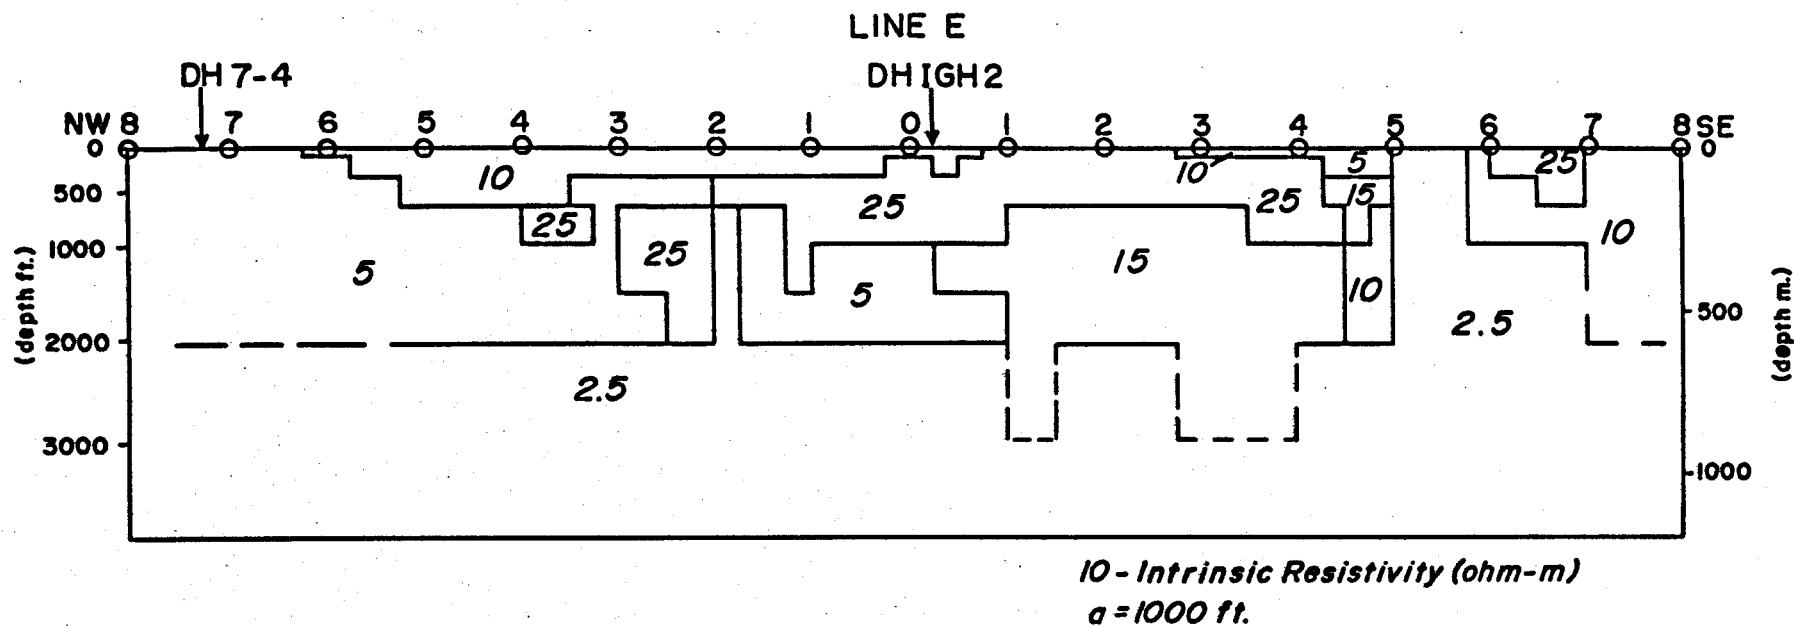 LINE E
DH 7-4 DH IGH2
NW 8 7 6 5 4 3 2 1 0 1 2 3 4 5 6 7 8 SE
0 0
10 5 25
500 10 15
25 25 25 10
1000 25 15
5 5 10
500
2000 2.5
2.5
3000
1000
(depth ft.)
(depth m.)
10 - Intrinsic Resistivity (ohm-m)
a = 1000 ft.